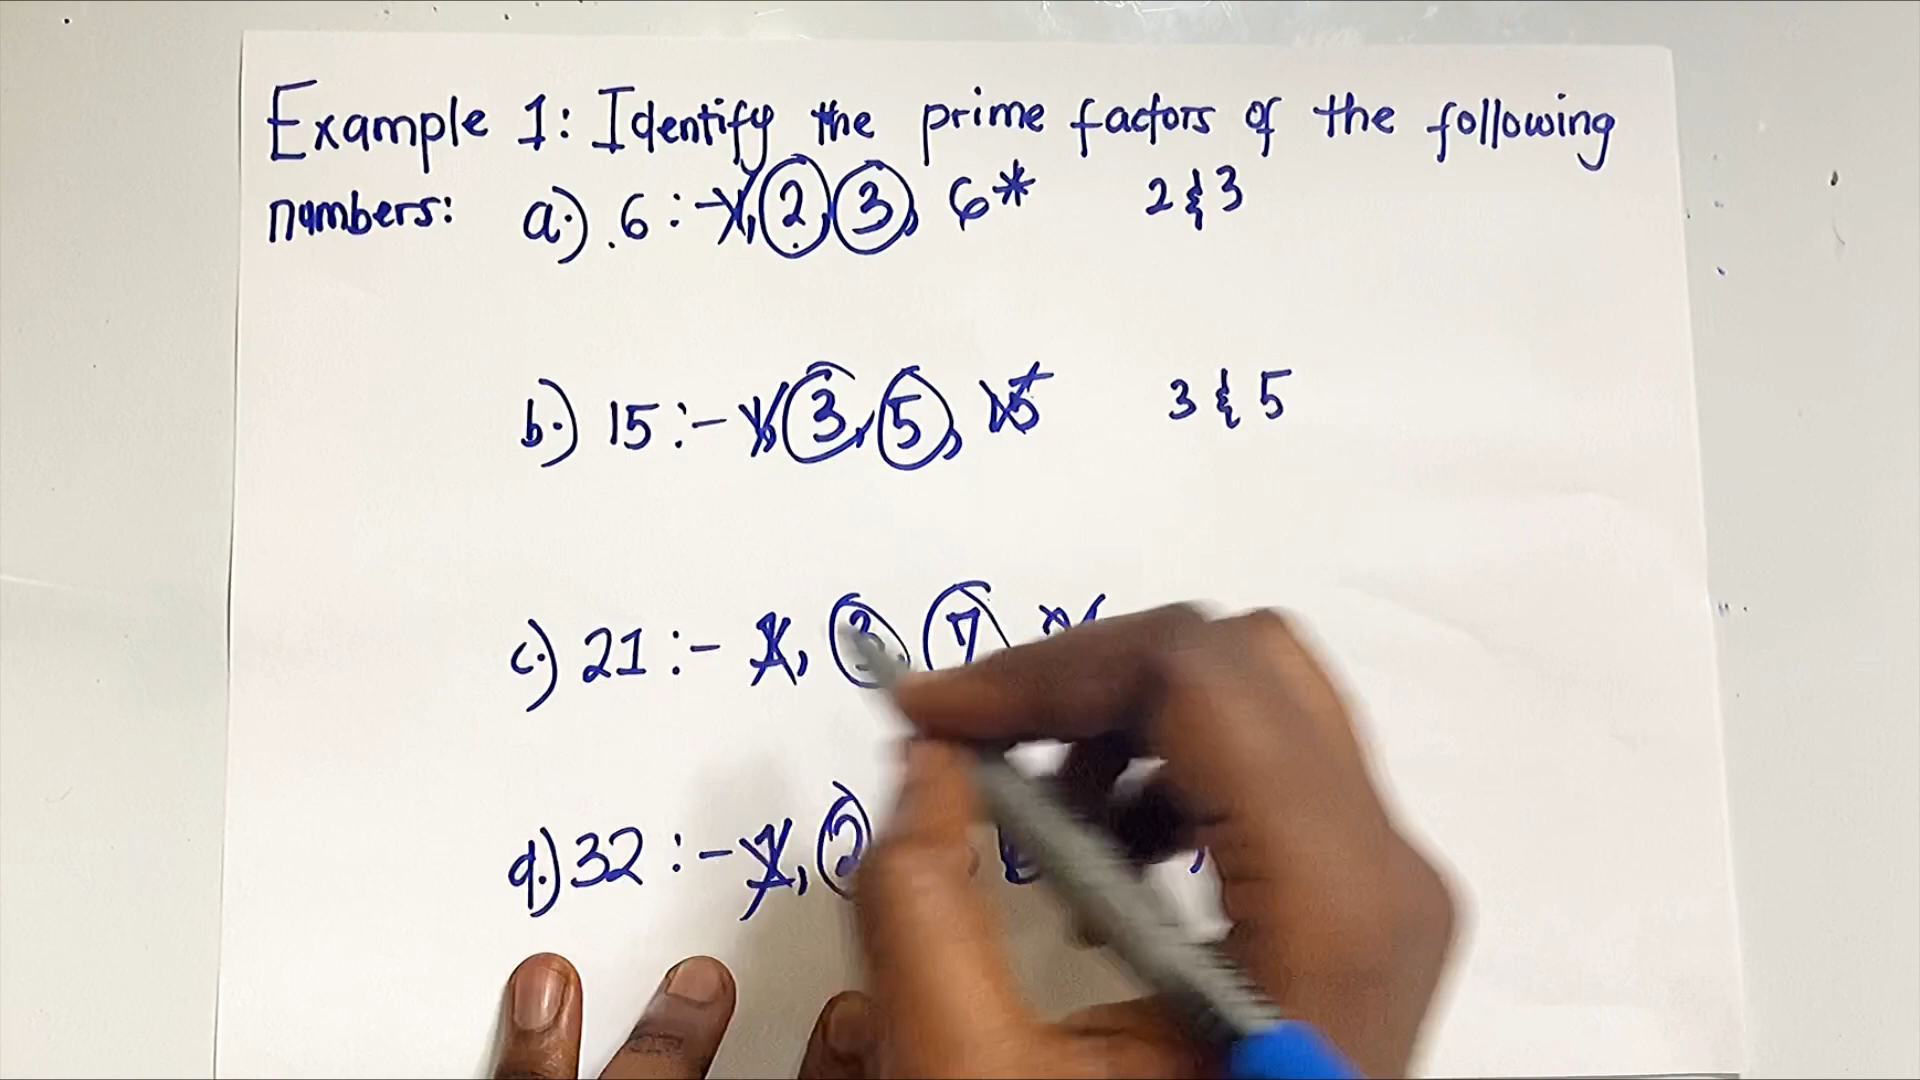 Example 1: Identify the prime factors of the following
numbers: a.) 6 :- 1, 2, 3, 6* 2 & 3
b.) 15 :- 1, 3, 5, 15 3 & 5
c.) 21 :- 1, 3, 7,
d.) 32 :- 1, 2